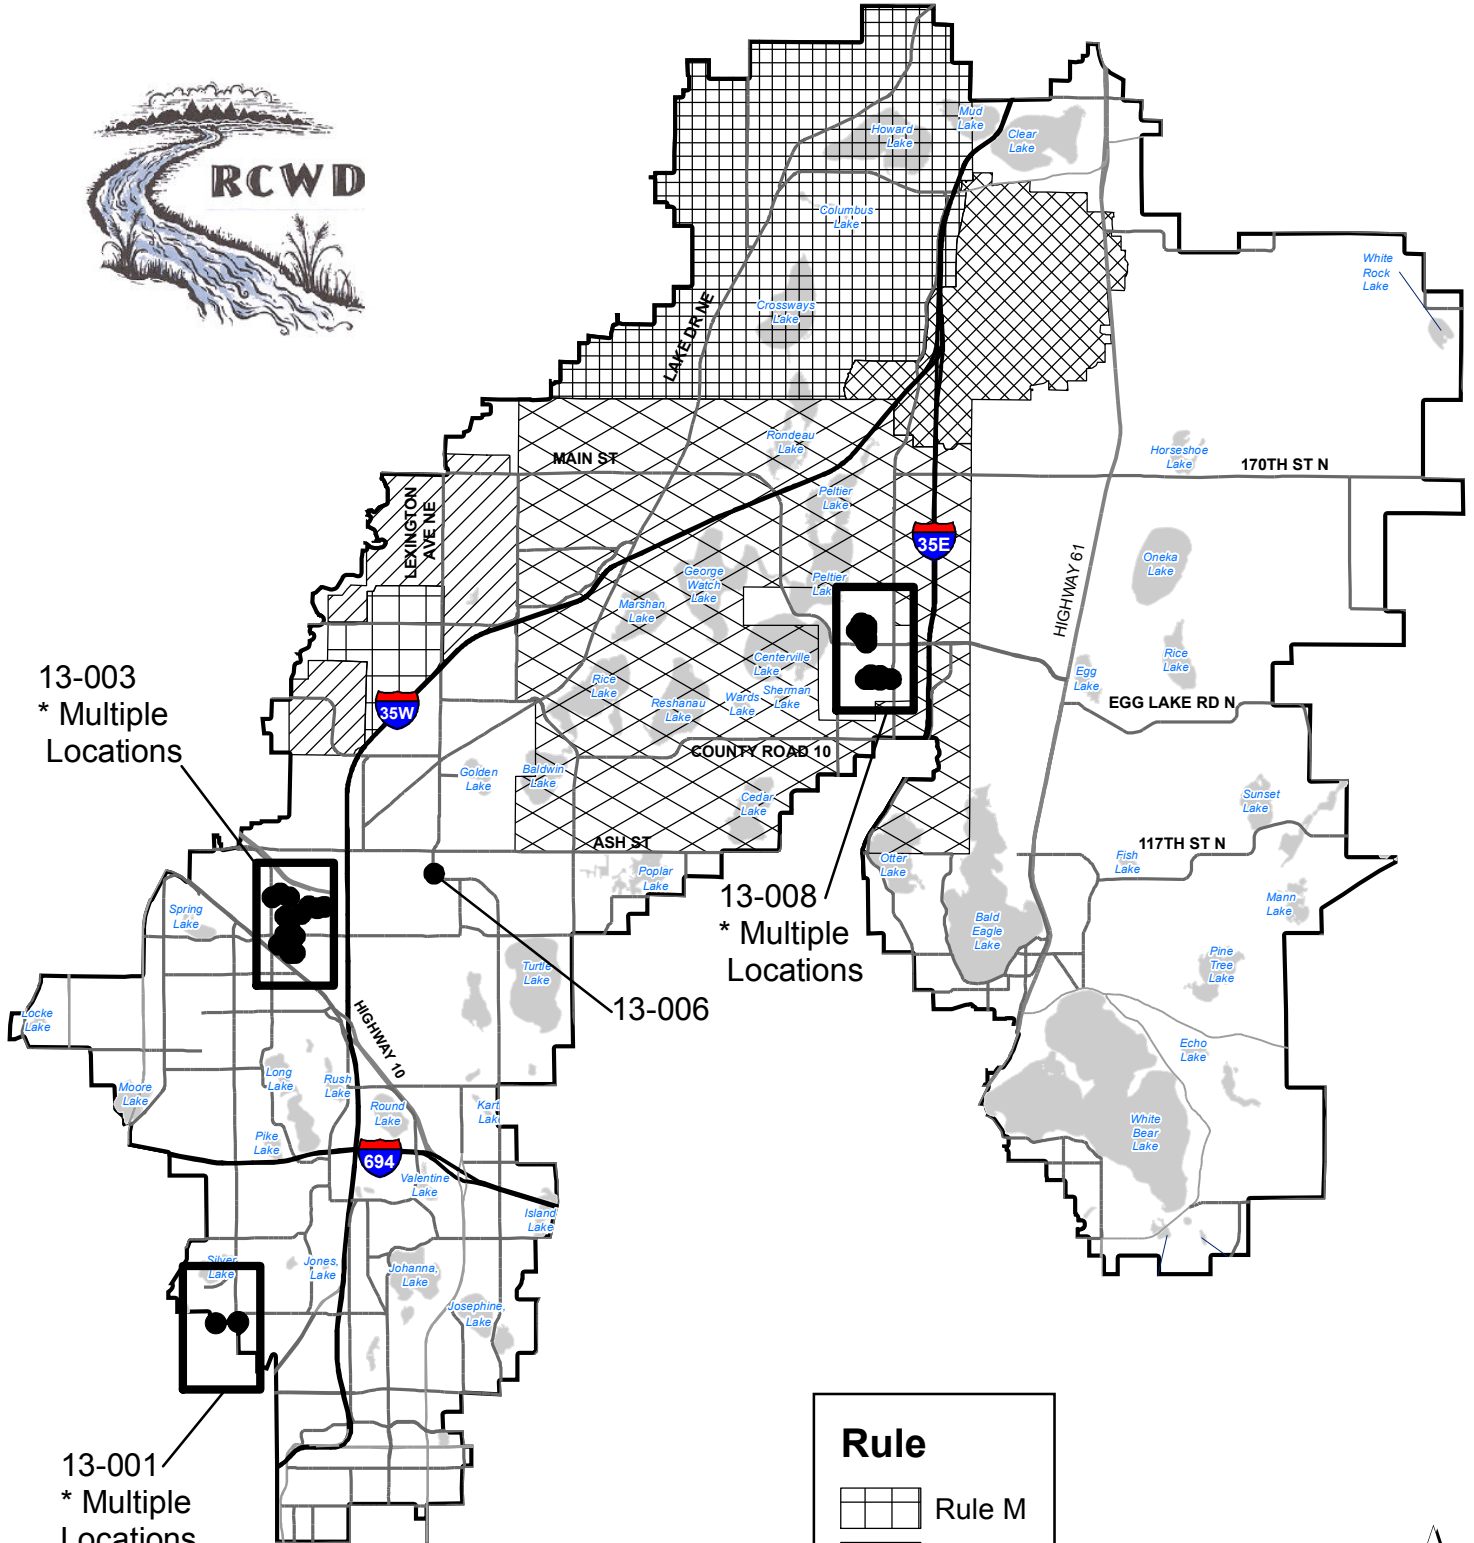 RCWD
Howard
Lake
Mud
Lake
Clear
Lake
Columbus
Lake
White
Rock
Lake
Crossways
Lake
LAKE DR NE
Rondeau
Lake
MAIN ST
Horseshoe
Lake
170TH ST N
Peltier
Lake
LEXINGTON
AVE NE
35E
HIGHWAY 61
Oneka
Lake
George
Watch
Lake
Peltier
Lak
Marshan
Lake
Centerville
Lake
Rice
Lake
Egg
Lake
13-003
* Multiple
Locations
Rice
Lake
Reshanau
Lake
Wards
Lake
Sherman
Lake
35W
EGG LAKE RD N
COUNTY ROAD 10
Golden
Lake
Baldwin
Lake
Cedar
Lake
Sunset
Lake
ASH ST
117TH ST N
Otter
Lake
Fish
Lake
Poplar
Lake
13-008
* Multiple
Locations
Mann
Lake
Spring
Lake
Bald
Eagle
Lake
Pine
Tree
Lake
Turtle
Lake
13-006
Locke
Lake
HIGHWAY 10
Echo
Lake
Long
Lake
Rush
Lake
Moore
Lake
Round
Lake
Kart
Lak
White
Bear
Lake
Pike
Lake
694
Valentine
Lake
Island
Lake
Silver
Lake
Jones,
Lake
Johanna,
Lake
Josephine,
Lake
13-001
* Multiple
Locations
Rule
Rule M